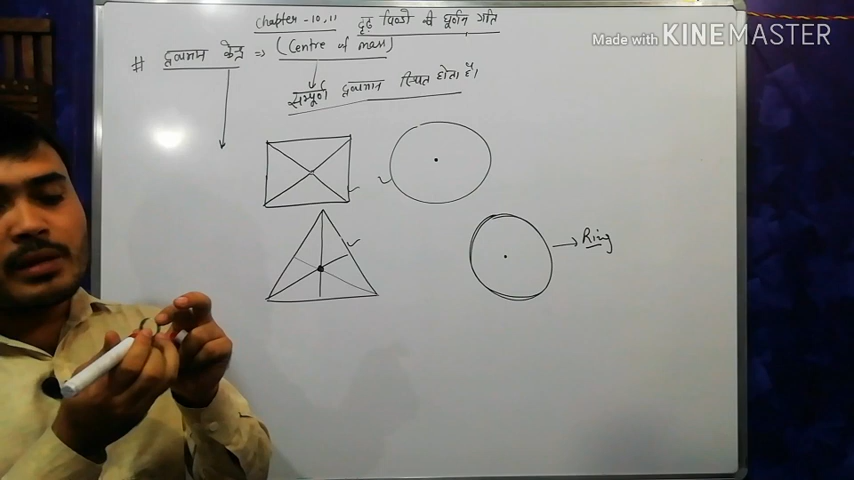 Chapter - 10, 11 दृढ़ पिण्डो की घूर्णन गति
Made with KINEMASTER
# द्रव्यमान केन्द्र => (Centre of mass)
सम्पूर्ण द्रव्यमान स्थित होता है।
Ring